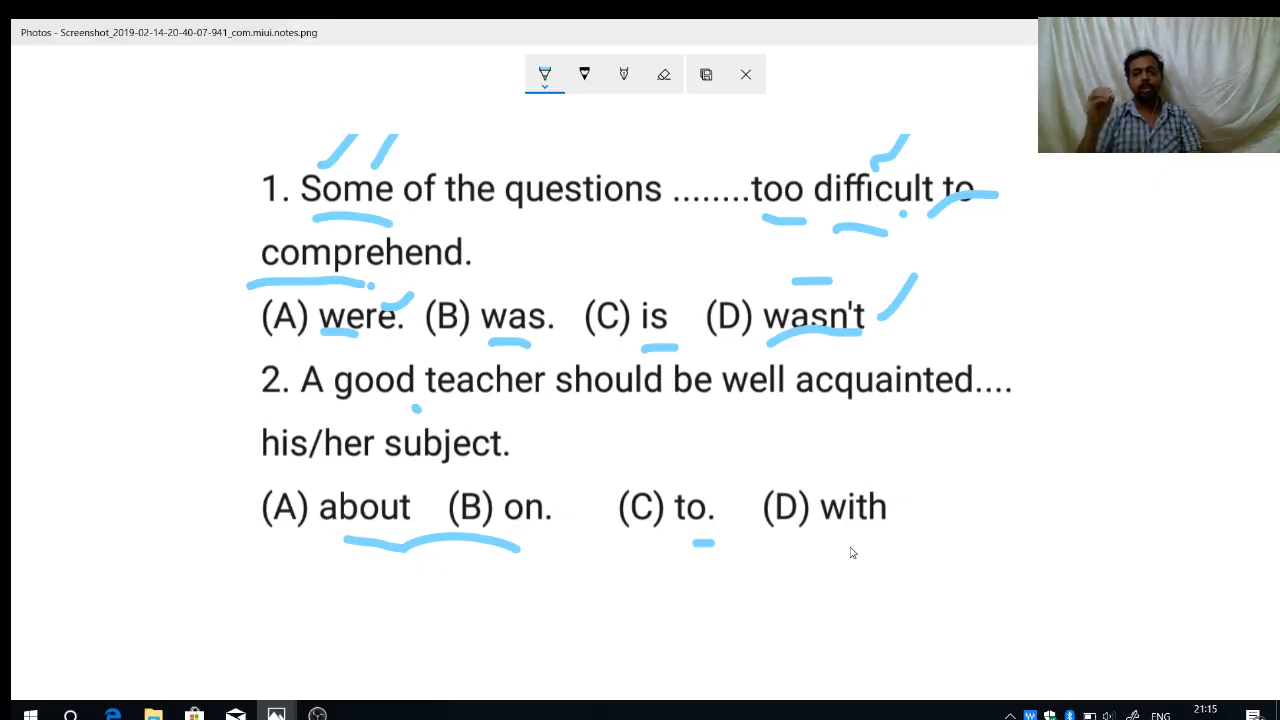 Photos - Screenshot_2019-02-14-20-40-07-941_com.miui.notes.png
1. Some of the questions ........too difficult to
comprehend.
(A) were. (B) was. (C) is (D) wasn't
2. A good teacher should be well acquainted....
his/her subject.
(A) about (B) on. (C) to. (D) with
ENG
21:15